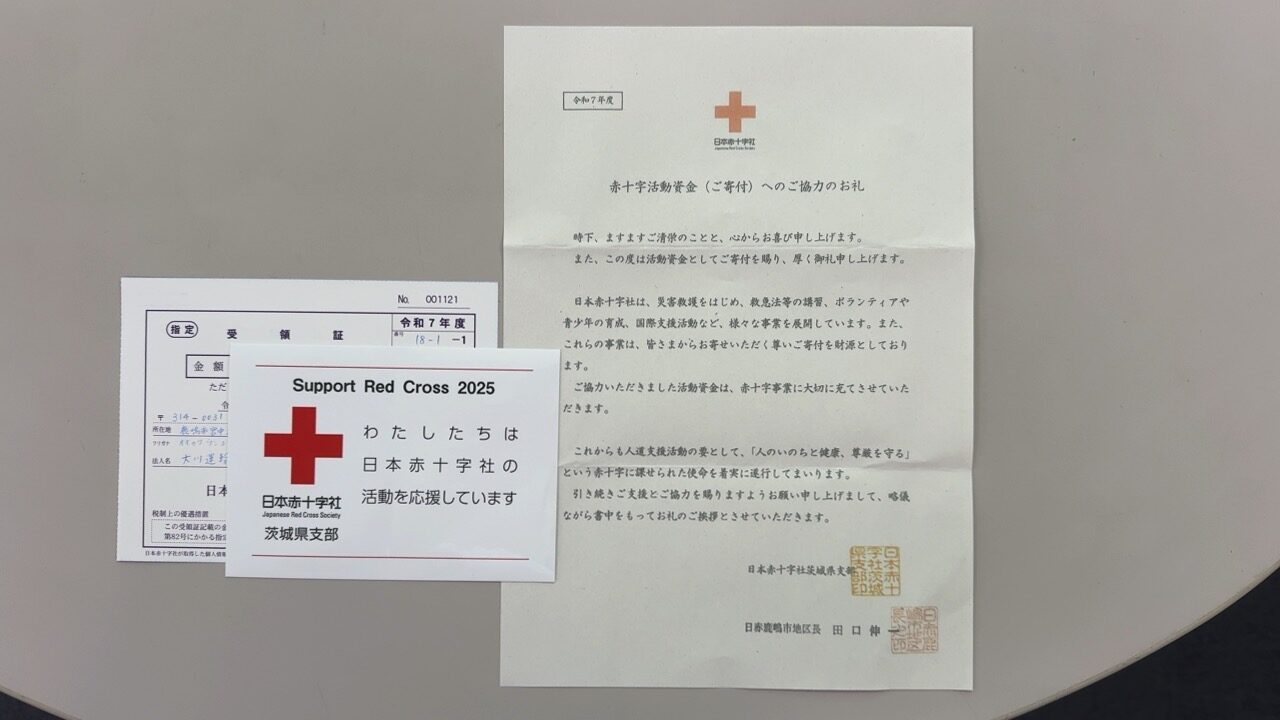 No. 001121
指定
受領証
令和7年度
番号
18-1 -1
金額
ただ
〒 314-0031
所在地
フリガナ
法人名
日本
税制上の優遇措置
この受領証記載の金
第82号にかかる指定
日本赤十字社が取得した個人情報
Support Red Cross 2025
わたしたちは
日本赤十字社の
活動を応援しています
日本赤十字社
Japanese Red Cross Society
茨城県支部
令和7年度
日本赤十字社
Japanese Red Cross Society
赤十字活動資金(ご寄付)へのご協力のお礼
時下、ますますご清栄のことと、心からお喜び申し上げます。
また、この度は活動資金としてご寄付を賜り、厚く御礼申し上げます。
日本赤十字社は、災害救護をはじめ、救急法等の講習、ボランティアや
青少年の育成、国際支援活動など、様々な事業を展開しています。また、
これらの事業は、皆さまからお寄せいただく尊いご寄付を財源としており
ます。
ご協力いただきました活動資金は、赤十字事業に大切に充てさせていた
だきます。
これからも人道支援活動の要として、「人のいのちと健康、尊厳を守る」
という赤十字に課せられた使命を着実に遂行してまいります。
引き続きご支援とご協力を賜りますようお願い申し上げまして、略儀
ながら書中をもってお礼のご挨拶とさせていただきます。
日本赤十字社茨城県支部
日本赤十字社茨城県支部印
日赤鹿嶋市地区長 田口伸一